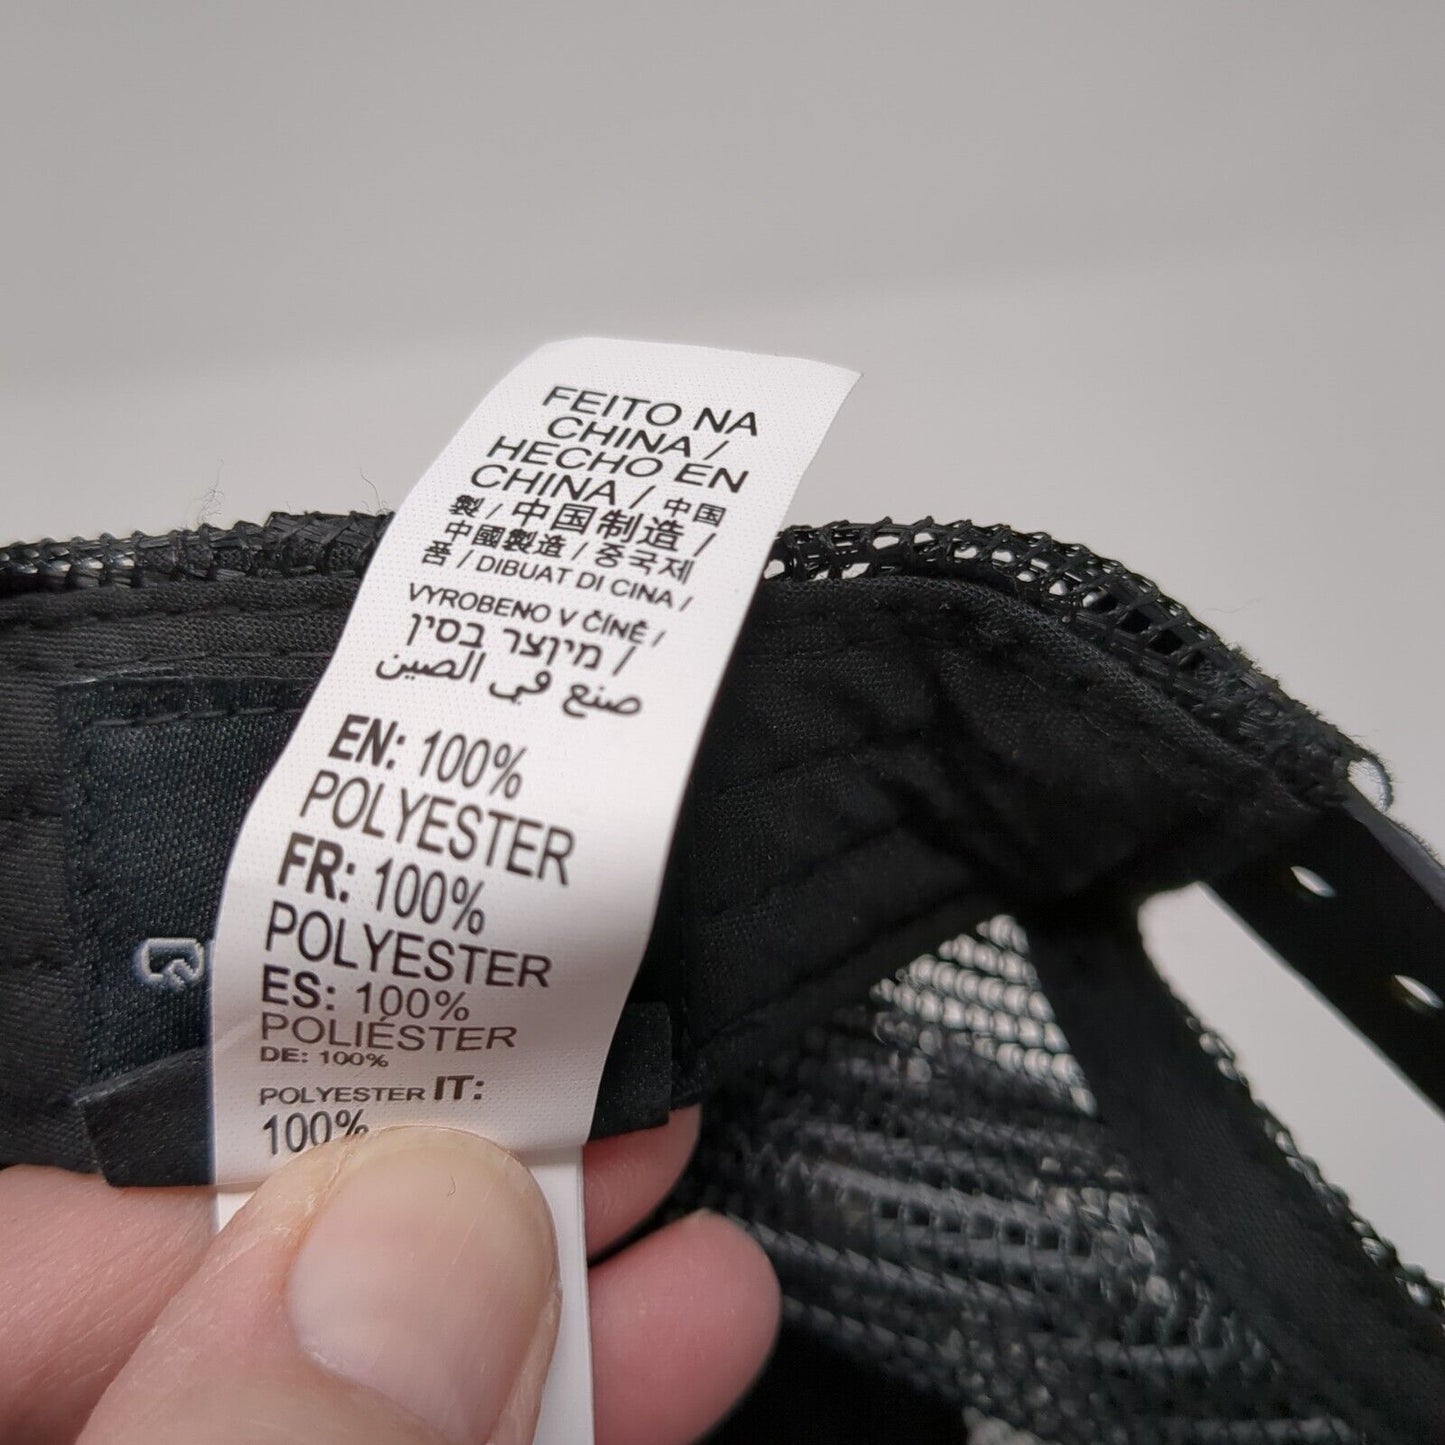 FEITO NA
CHINA /
HECHO EN
CHINA / 中国
製 / 中国制造 /
中國製造 / 중국제
품 / DIBUAT DI CINA /
VYROBENO V ČÍNĚ /
מיוצר בסין /
صنع في الصين
EN: 100%
POLYESTER
FR: 100%
POLYESTER
ES: 100%
POLIÉSTER
DE: 100%
POLYESTER IT:
100%